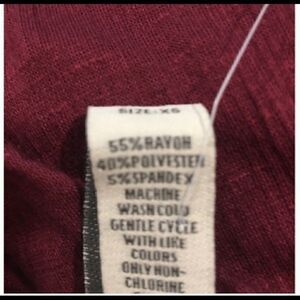 SIZE: XS
55%RAYON
40%POLYESTER
5%SPANDEX
MACHINE
WASH COLD
GENTLE CYCLE
WITH LIKE
COLORS
ONLY NON-
CHLORINE